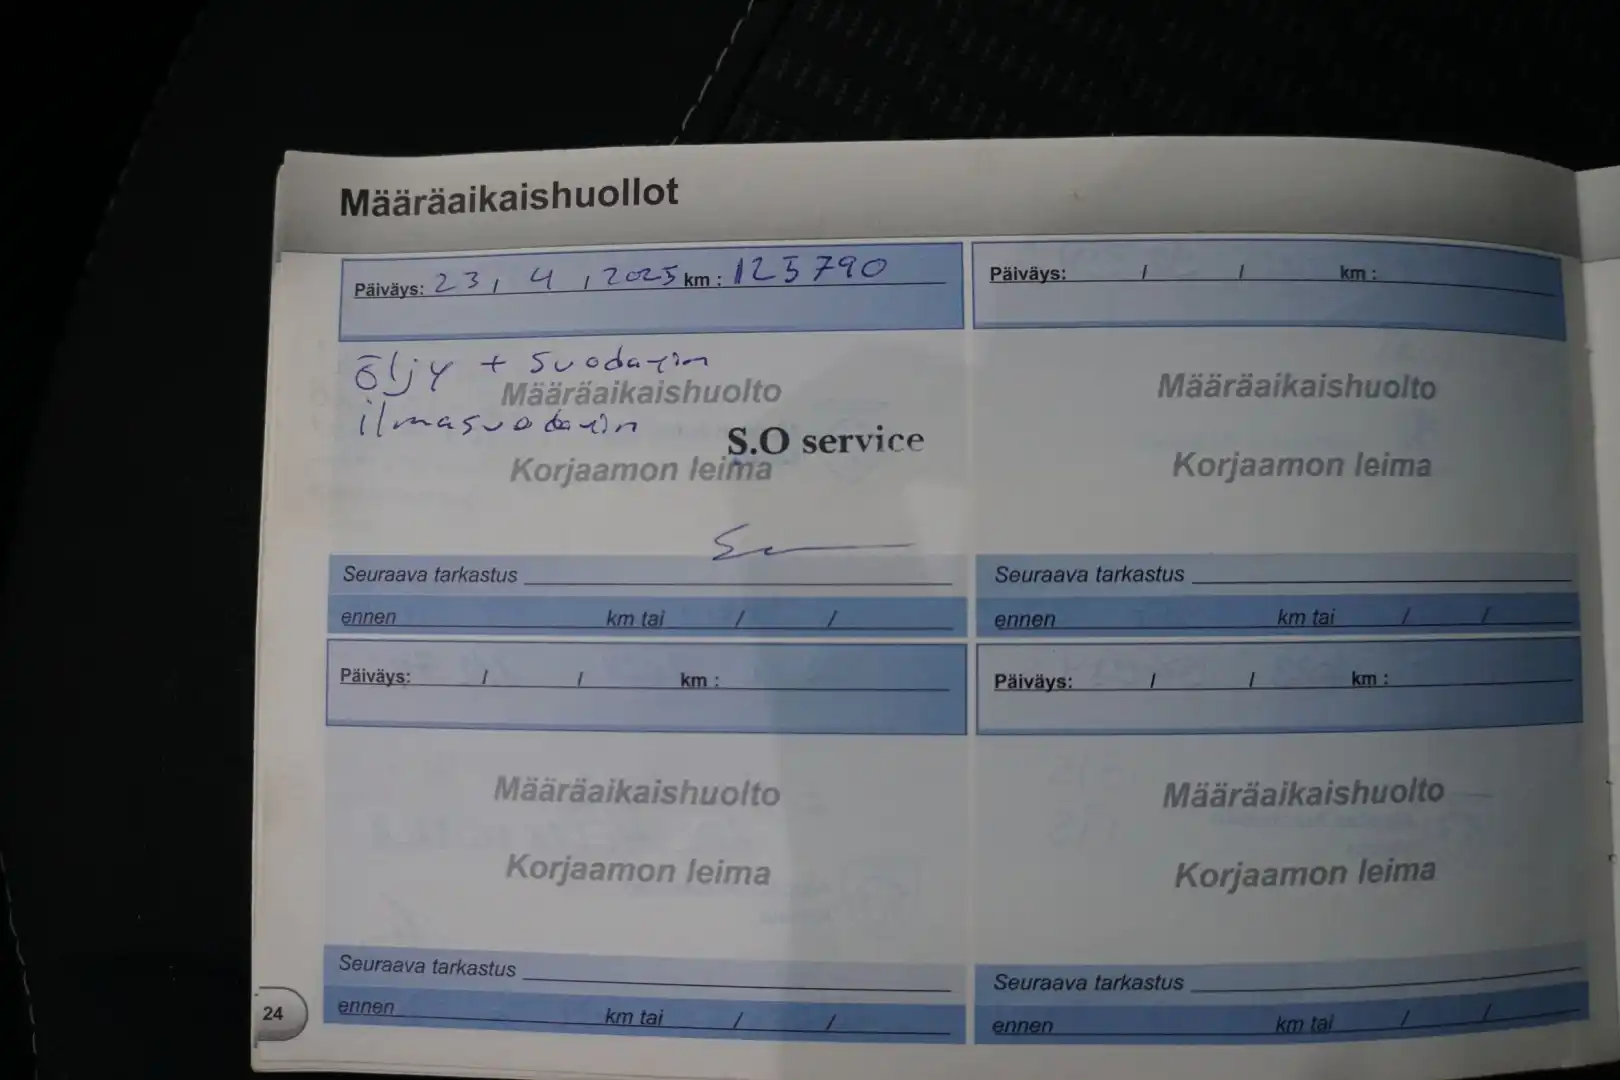 Määräaikaishuollot
Päiväys: 23 / 4 / 2025 km : 125790
öljy + suodatin
Määräaikaishuolto
ilmasuodatin
S.O service
Korjaamon leima
Seuraava tarkastus
ennen km tai / /
Päiväys: / / km :
Määräaikaishuolto
Korjaamon leima
Seuraava tarkastus
ennen km tai / /
Päiväys: / / km :
Määräaikaishuolto
Korjaamon leima
Seuraava tarkastus
ennen km tai / /
Päiväys: / / km :
Määräaikaishuolto
Korjaamon leima
Seuraava tarkastus
ennen km tai / /
24